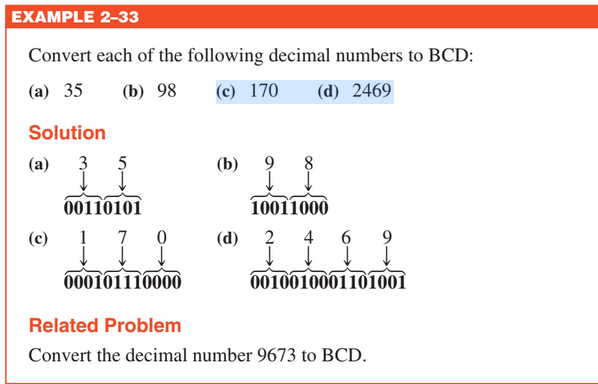 EXAMPLE 2–33
Convert each of the following decimal numbers to BCD:
(a) 35 (b) 98 (c) 170 (d) 2469
Solution
(a) 3 5 (b) 9 8
00110101 10011000
(c) 1 7 0 (d) 2 4 6 9
000101110000 0010010001101001
Related Problem
Convert the decimal number 9673 to BCD.